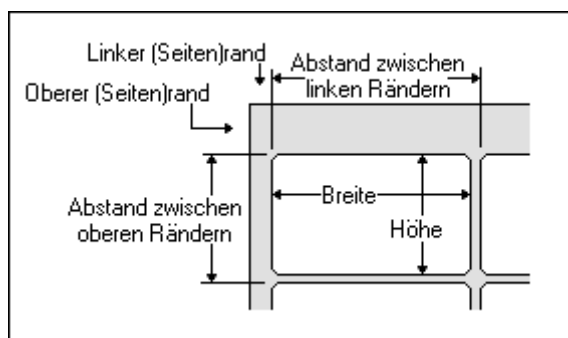 Linker (Seiten)rand
Abstand zwischen
linken Rändern
Oberer (Seiten)rand
Abstand zwischen
oberen Rändern
Breite
Höhe